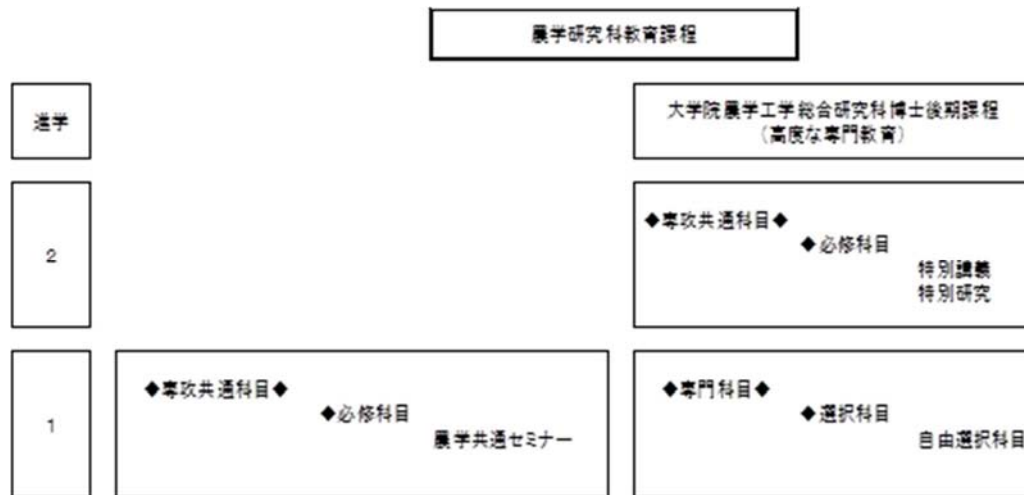 農学研究科教育課程
進学
大学院農学工学総合研究科博士後期課程
（高度な専門教育）
2
◆専攻共通科目◆
◆必修科目
特別講義
特別研究
1
◆専攻共通科目◆
◆必修科目
農学共通セミナー
◆専門科目◆
◆選択科目
自由選択科目